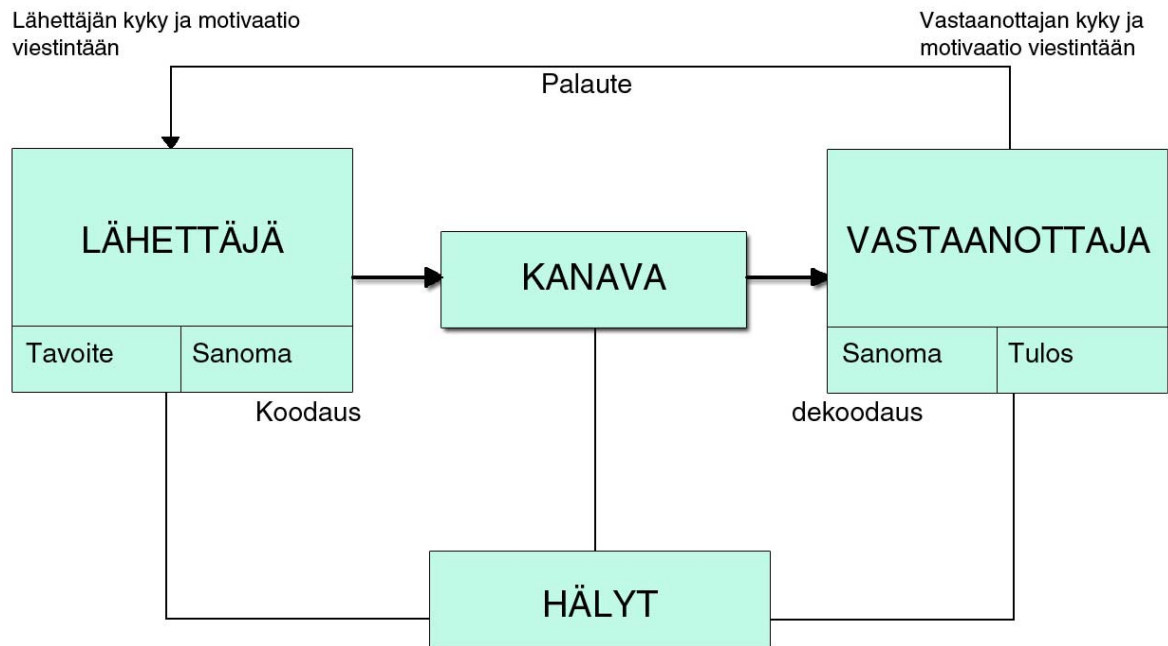 Lähettäjän kyky ja motivaatio
viestintään
Vastaanottajan kyky ja
motivaatio viestintään
Palaute
LÄHETTÄJÄ
KANAVA
VASTAANOTTAJA
Tavoite
Sanoma
Sanoma
Tulos
Koodaus
dekoodaus
HÄLYT